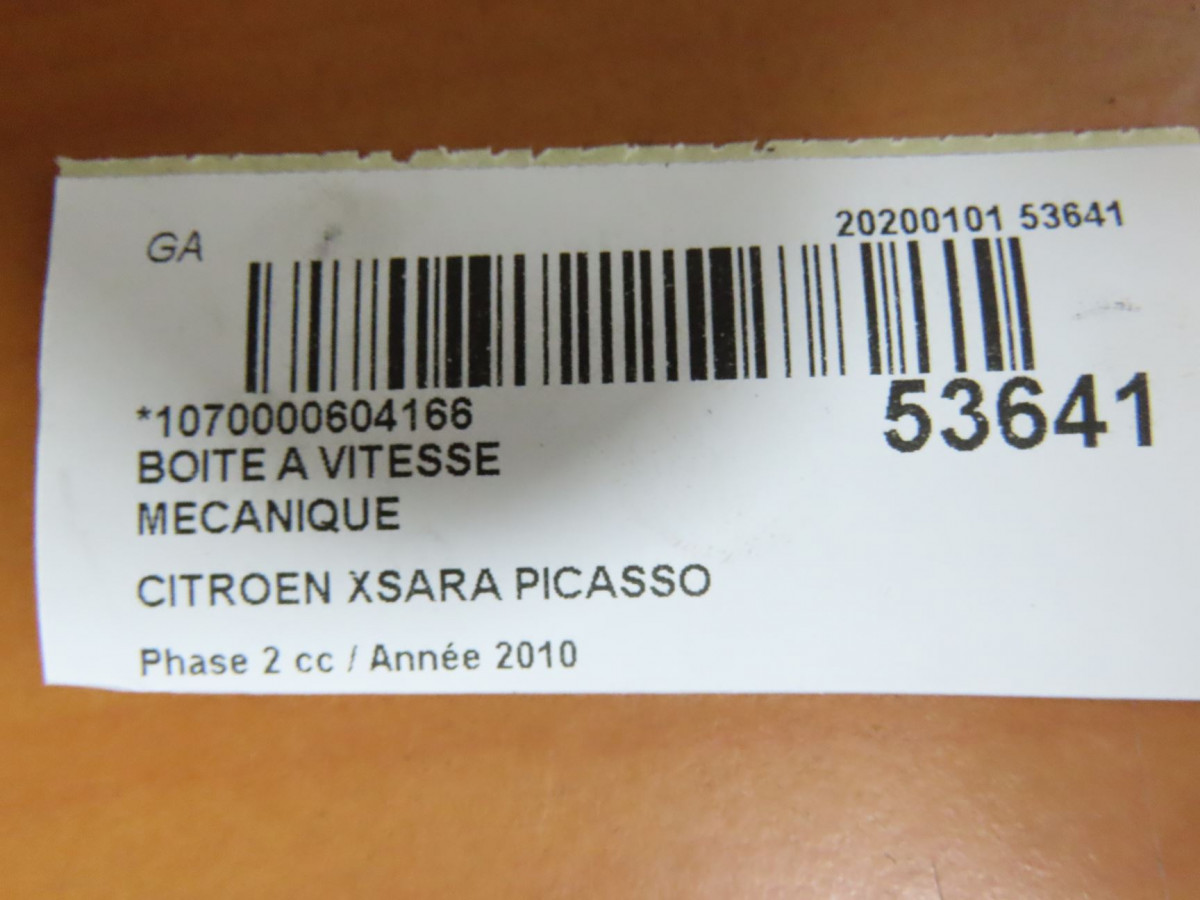 GA
20200101 53641
*1070000604166
53641
BOITE A VITESSE
MECANIQUE
CITROEN XSARA PICASSO
Phase 2 cc / Année 2010